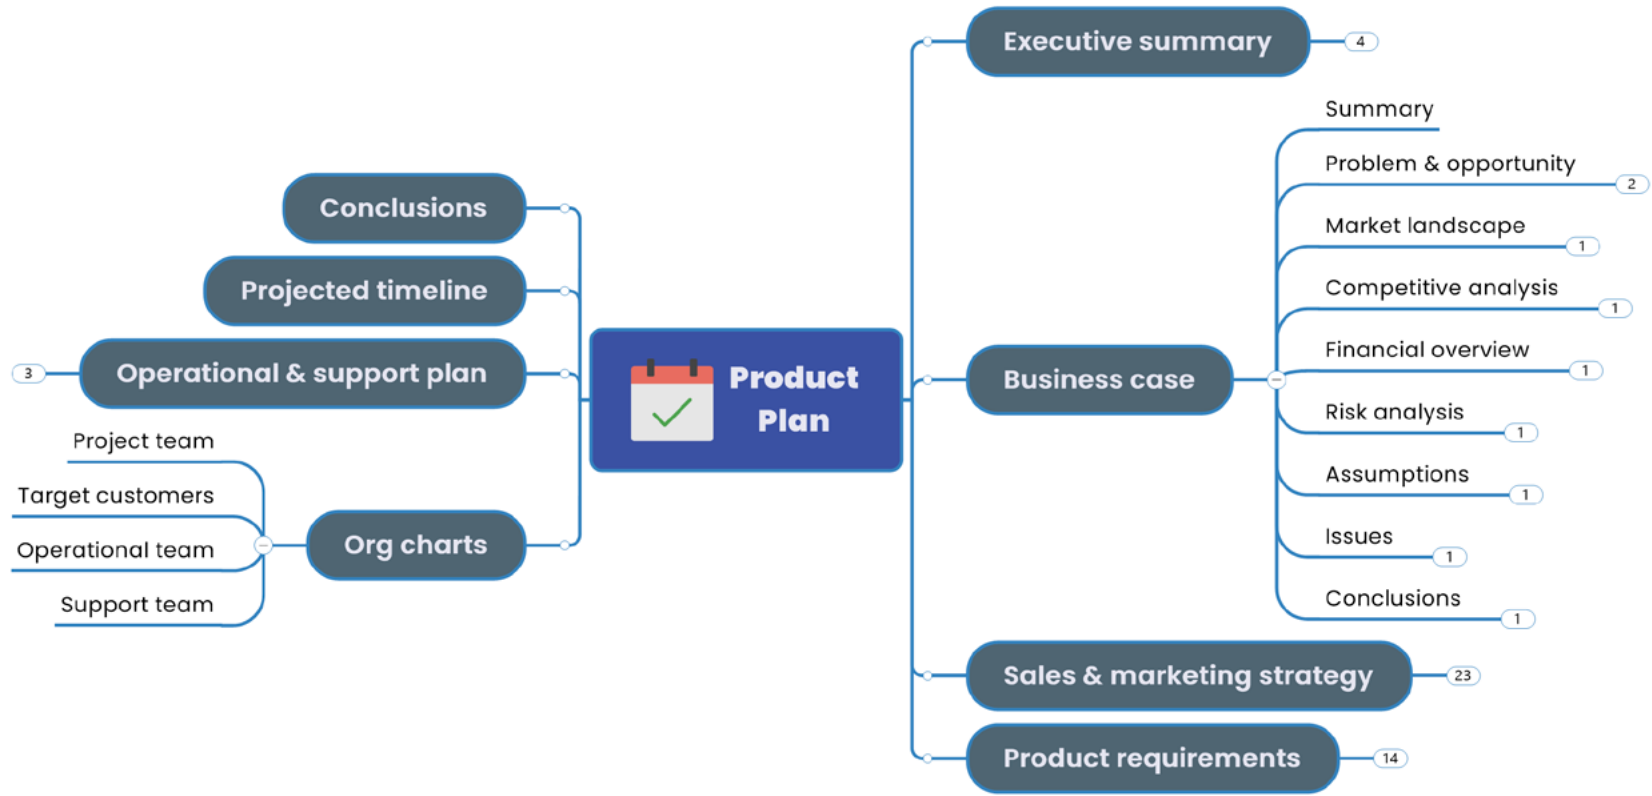 Product
Plan
Executive summary
4
Business case
Summary
Problem & opportunity
2
Market landscape
1
Competitive analysis
1
Financial overview
1
Risk analysis
1
Assumptions
1
Issues
1
Conclusions
1
Sales & marketing strategy
23
Product requirements
14
Conclusions
Projected timeline
Operational & support plan
3
Org charts
Project team
Target customers
Operational team
Support team